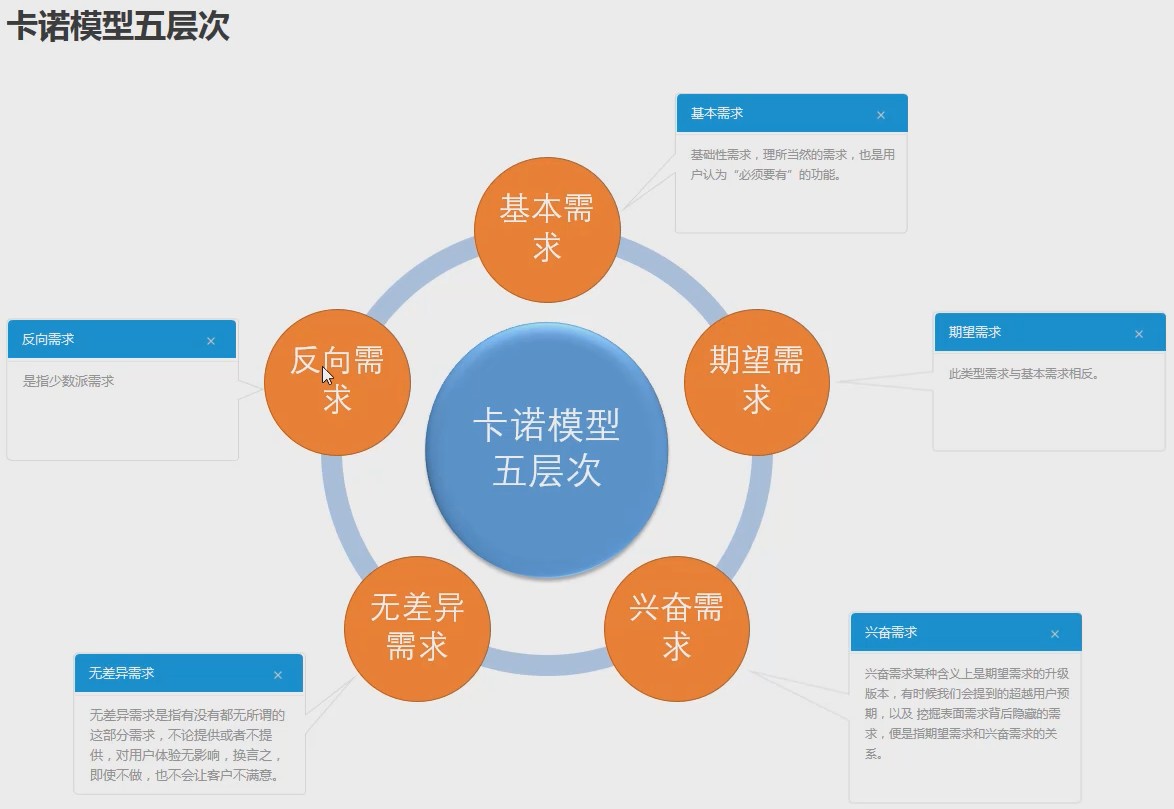 卡诺模型五层次
基本需求 ×
基础性需求，理所当然的需求，也是用
户认为“必须要有”的功能。
基本需
求
反向需求 ×
是指少数派需求
反向需
求
期望需
求
期望需求 ×
此类型需求与基本需求相反。
卡诺模型
五层次
无差异
需求
兴奋需
求
无差异需求 ×
无差异需求是指有没有都无所谓的
这部分需求，不论提供或者不提
供，对用户体验无影响，换言之，
即使不做，也不会让客户不满意。
兴奋需求 ×
兴奋需求某种含义上是期望需求的升级
版本，有时候我们会提到的超越用户预
期，以及 挖掘表面需求背后隐藏的需
求，便是指期望需求和兴奋需求的关
系。